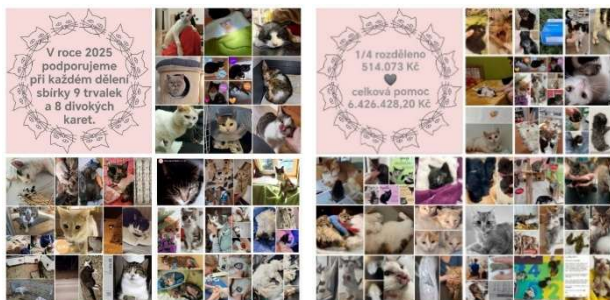 V roce 2025
podporujeme
při každém dělení
sbírky 9 trvalek
a 8 divokých
karet.
1/4 rozděleno
514.073 Kč
celková pomoc
6.426.428,20 Kč